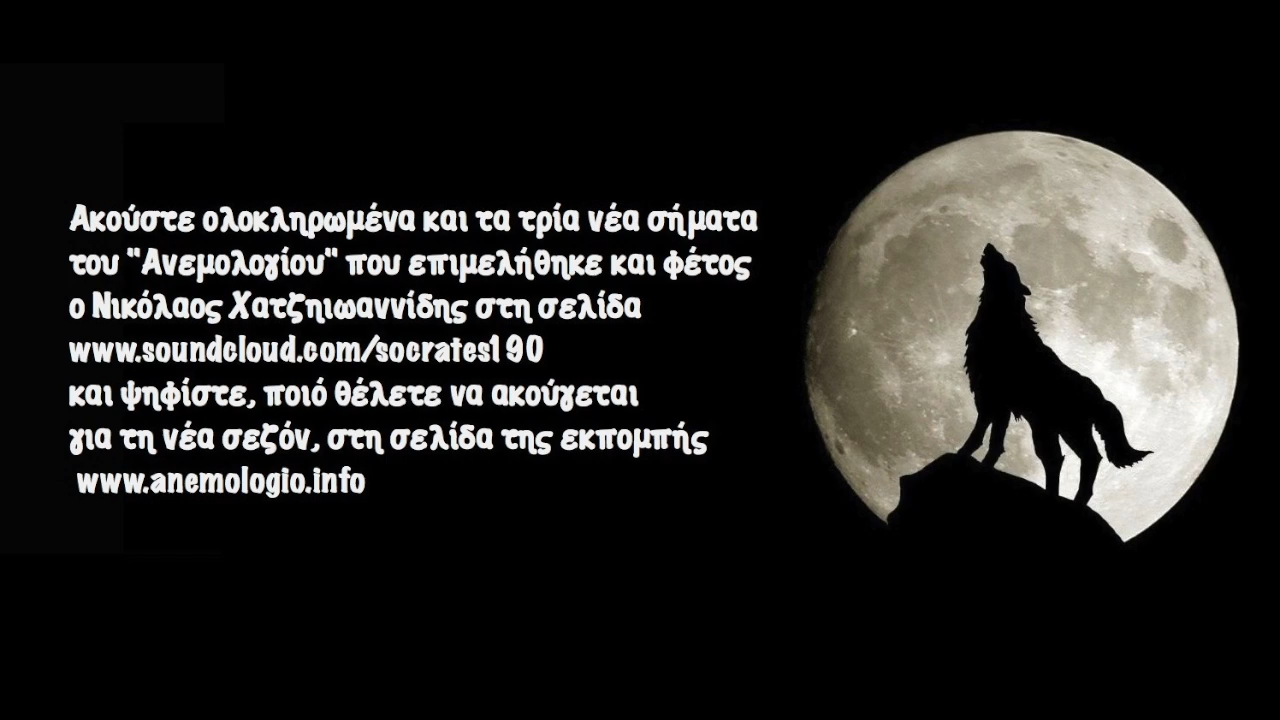 Ακούστε ολοκληρωμένα και τα τρία νέα σήματα
του "Ανεμολογίου" που επιμελήθηκε και φέτος
ο Νικόλαος Χατζηιωαννίδης στη σελίδα
www.soundcloud.com/socrates190
και ψηφίστε, ποιό θέλετε να ακούγεται
για τη νέα σεζόν, στη σελίδα της εκπομπής
www.anemologio.info